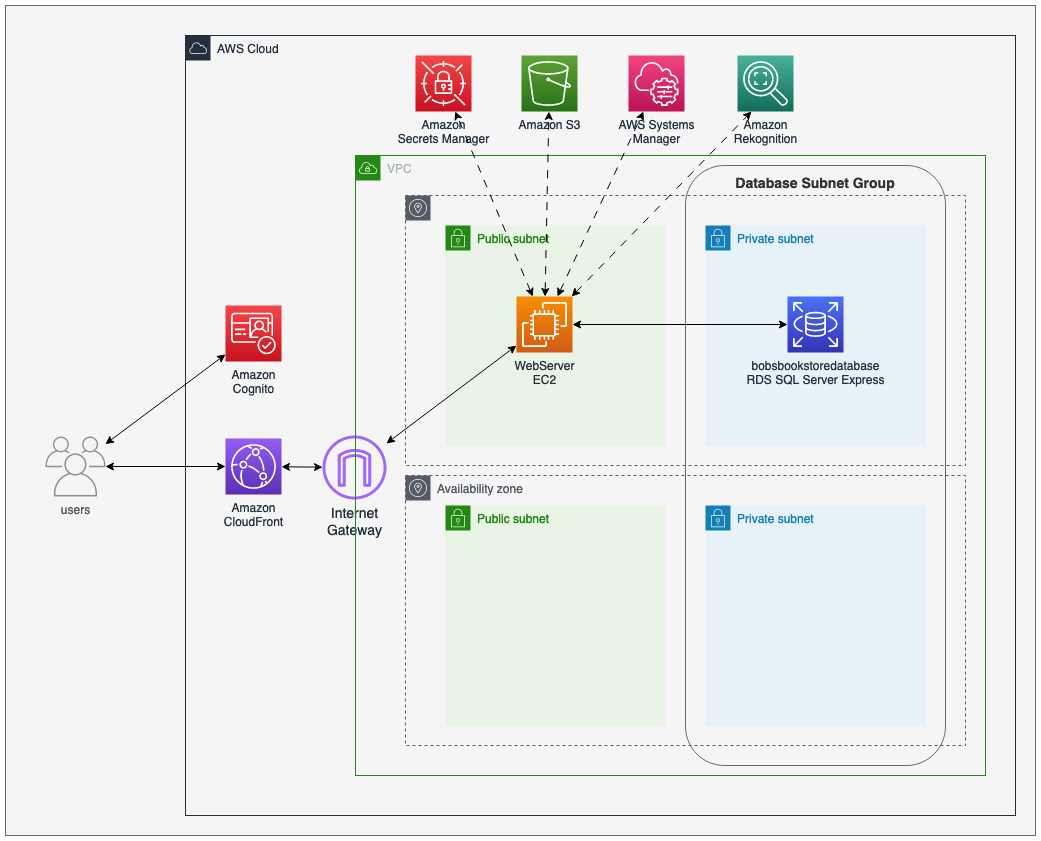 AWS Cloud
Amazon
Secrets Manager
Amazon S3
AWS Systems
Manager
Amazon
Rekognition
VPC
Database Subnet Group
Public subnet
Private subnet
Amazon
Cognito
WebServer
EC2
bobsbookstoredatabase
RDS SQL Server Express
users
Amazon
CloudFront
Internet
Gateway
Availability zone
Public subnet
Private subnet